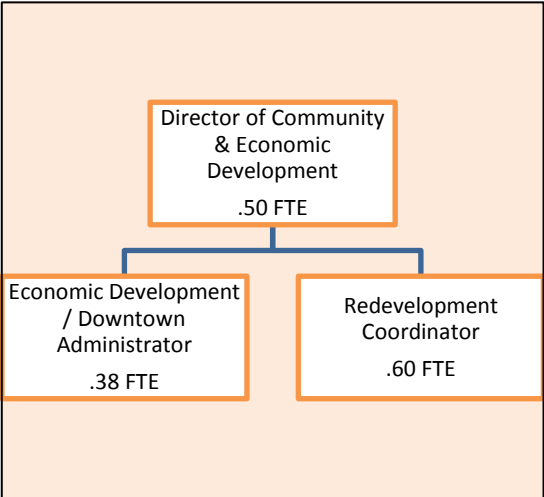 Director of Community
& Economic
Development
.50 FTE
Economic Development
/ Downtown
Administrator
.38 FTE
Redevelopment
Coordinator
.60 FTE